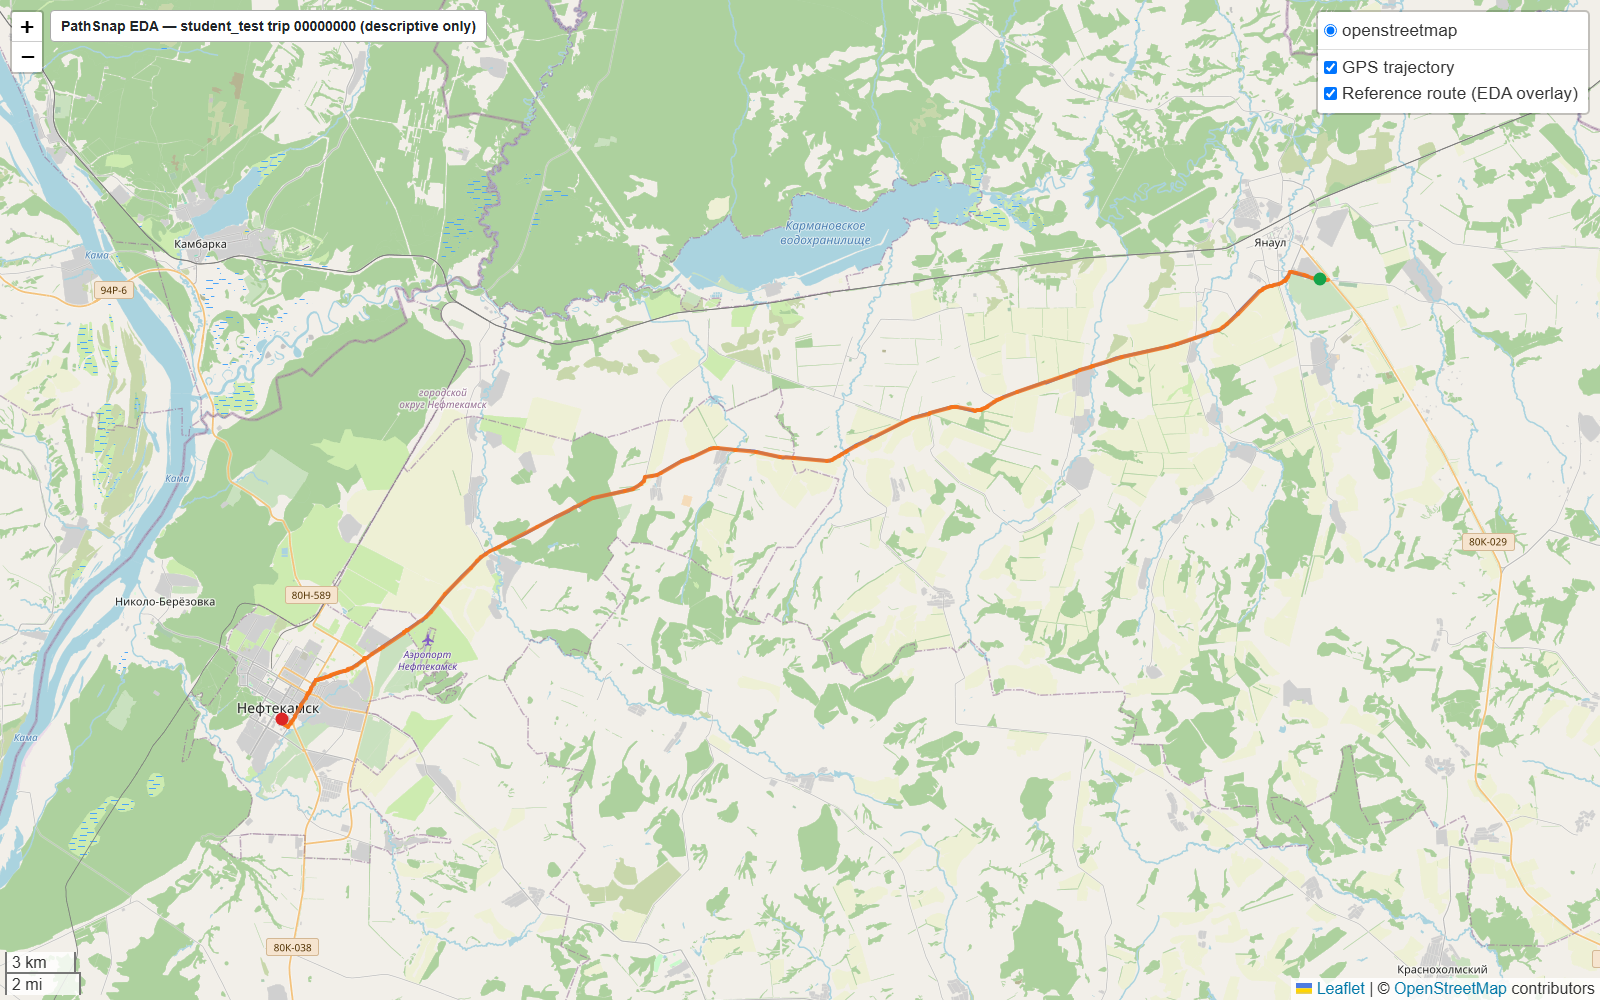 +
−
PathSnap EDA — student_test trip 00000000 (descriptive only)
openstreetmap
GPS trajectory
Reference route (EDA overlay)
Кармановское
водохранилище
Янаул
Камбарка
Кама
94Р-6
городской
округ Нефтекамск
Кама
80К-029
80Н-589
Николо-Берёзовка
Аэропорт
Нефтекамск
Нефтекамск
Кама
80К-038
Краснохолмский
3 km
2 mi
Leaflet | © OpenStreetMap contributors